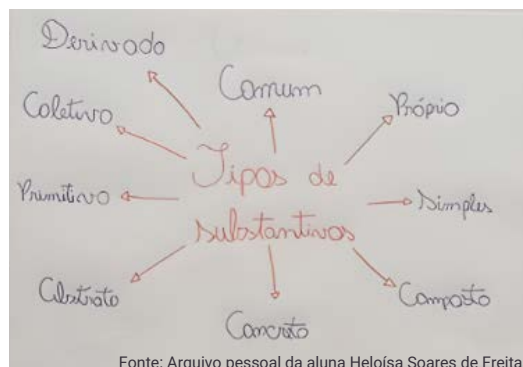 Derivado
Comum
Coletivo
Próprio
Tipos de
Primitivo
Simples
substantivos
Abstrato
Composto
Concreto
Fonte: Arquivo pessoal da aluna Heloísa Soares de Freita